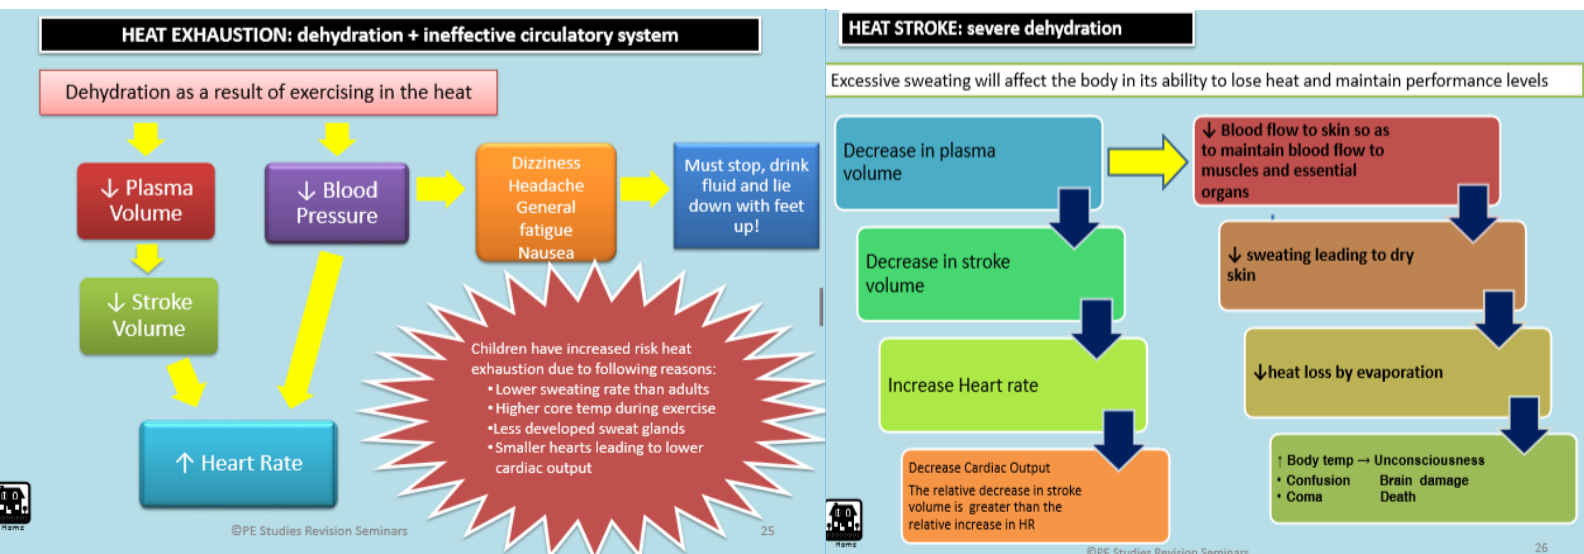 HEAT EXHAUSTION: dehydration + ineffective circulatory system
Dehydration as a result of exercising in the heat
↓ Plasma
Volume
↓ Blood
Pressure
Dizziness
Headache
General
fatigue
Nausea
Must stop, drink
fluid and lie
down with feet
up!
↓ Stroke
Volume
↑ Heart Rate
Children have increased risk heat
exhaustion due to following reasons:
•Lower sweating rate than adults
•Higher core temp during exercise
•Less developed sweat glands
•Smaller hearts leading to lower
cardiac output
Home
©PE Studies Revision Seminars
25
HEAT STROKE: severe dehydration
Excessive sweating will affect the body in its ability to lose heat and maintain performance levels
Decrease in plasma
volume
Decrease in stroke
volume
Increase Heart rate
Decrease Cardiac Output
The relative decrease in stroke
volume is greater than the
relative increase in HR
↓ Blood flow to skin so as
to maintain blood flow to
muscles and essential
organs
↓ sweating leading to dry
skin
↓heat loss by evaporation
↑ Body temp → Unconsciousness
• Confusion Brain damage
• Coma Death
Home
©PE Studies Revision Seminars
26